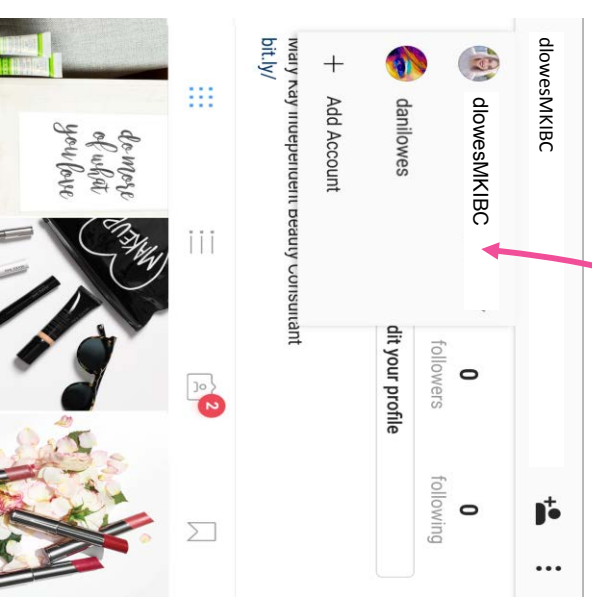 dlowesMKIBC
dlowesMKIBC
danilowes
+ Add Account
0
followers
0
following
dit your profile
Mary Kay Independent Beauty Consultant
bit.ly/
2
do more
of what
you love
MAKEUP